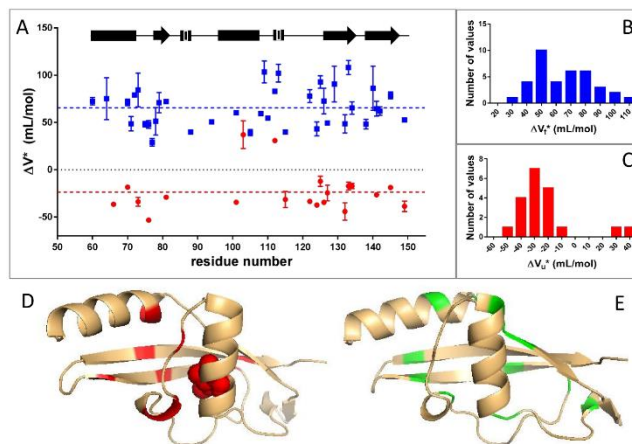 A
ΔV* (mL/mol)
150
100
50
0
-50
50 60 70 80 90 100 110 120 130 140 150 160
residue number
B
Number of values
15
10
5
0
20 30 40 50 60 70 80 90 100 110
ΔVf* (mL/mol)
C
Number of values
8
6
4
2
0
-60 -50 -40 -30 -20 -10 0 10 20 30 40
ΔVu* (mL/mol)
D
E